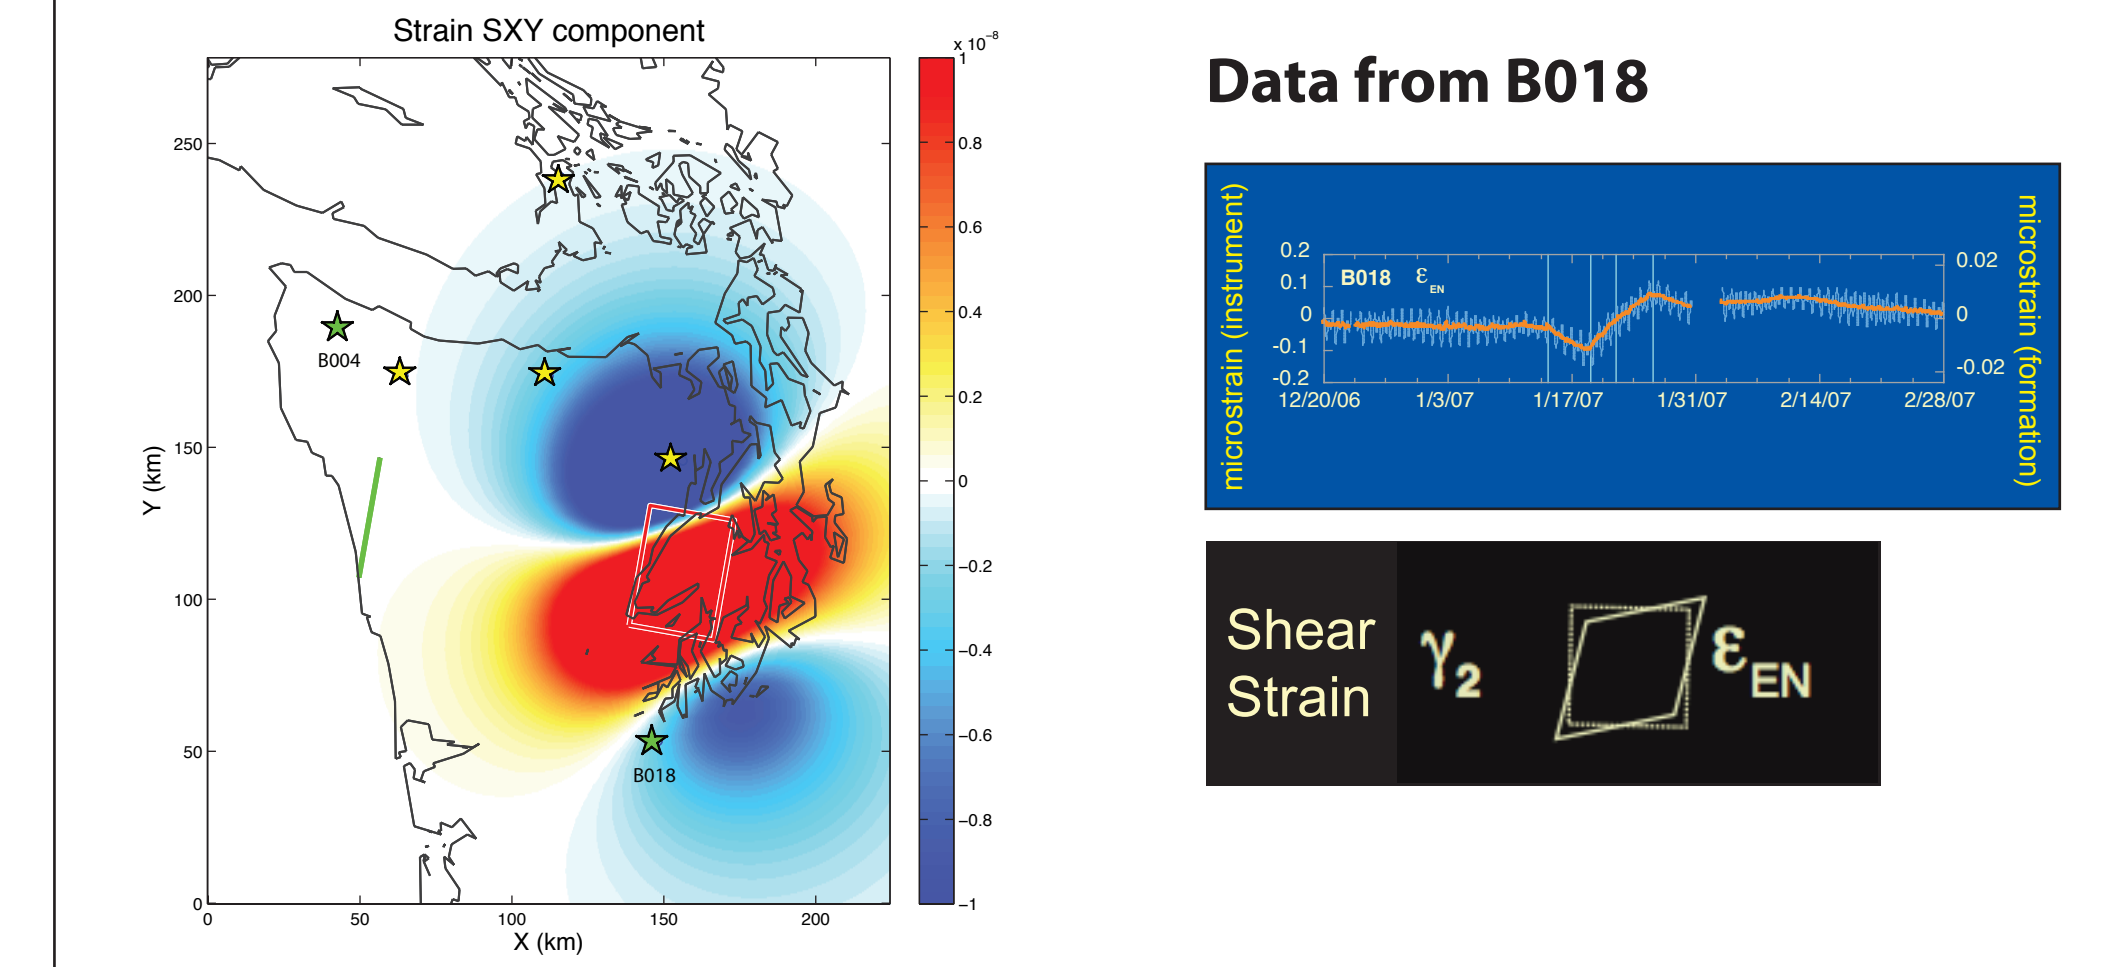 Strain SXY component
x 10⁻⁸
1
0.8
0.6
0.4
0.2
0
−0.2
−0.4
−0.6
−0.8
−1
250
200
150
100
50
0
Y (km)
B004
B018
0 50 100 150 200
X (km)
Data from B018
microstrain (instrument)
0.2
0.1
0
-0.1
-0.2
B018 ε EN
0.02
0
-0.02
microstrain (formation)
12/20/06 1/3/07 1/17/07 1/31/07 2/14/07 2/28/07
Shear
Strain
γ2
εEN